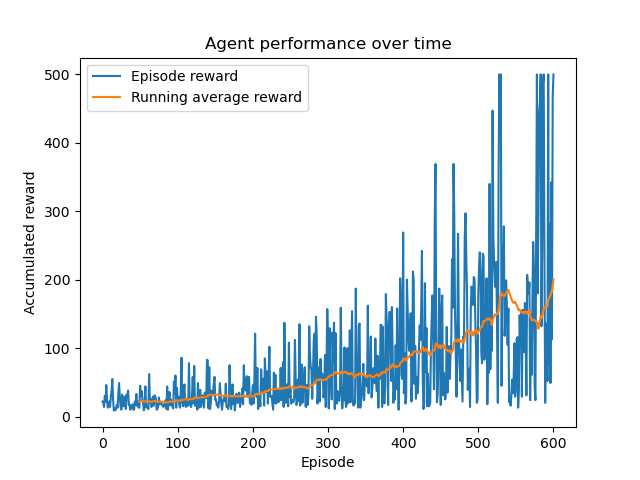 Agent performance over time
Episode reward
Running average reward
Accumulated reward
500
400
300
200
100
0
0 100 200 300 400 500 600
Episode